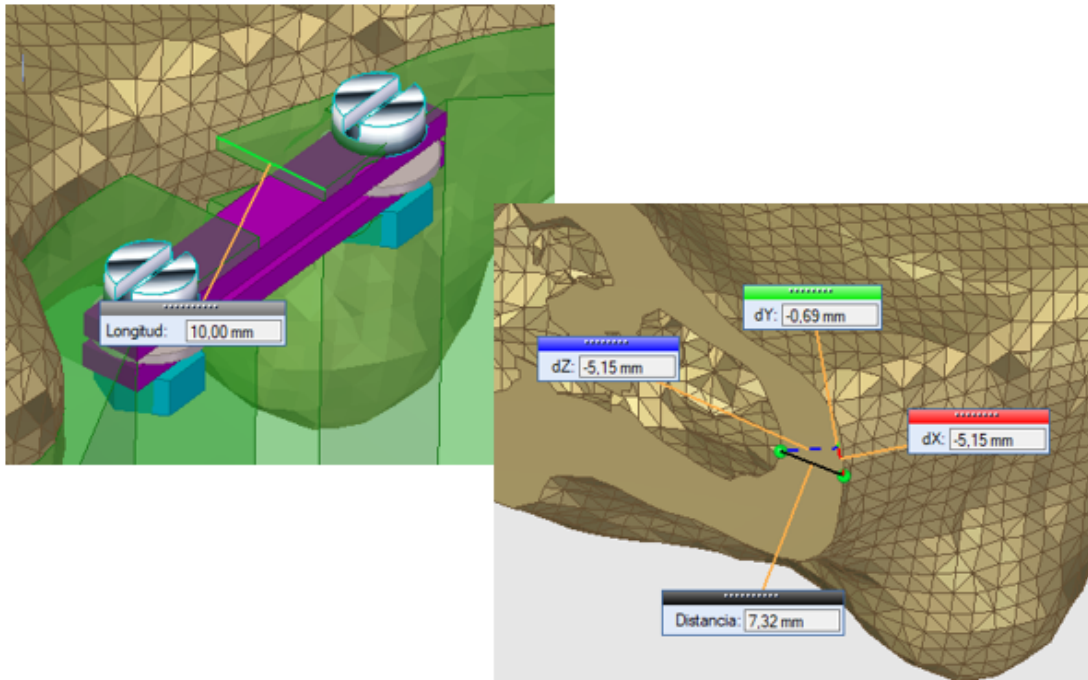 Longitud: 10,00 mm
dY: -0,69 mm
dZ: -5,15 mm
dX: -5,15 mm
Distancia: 7,32 mm